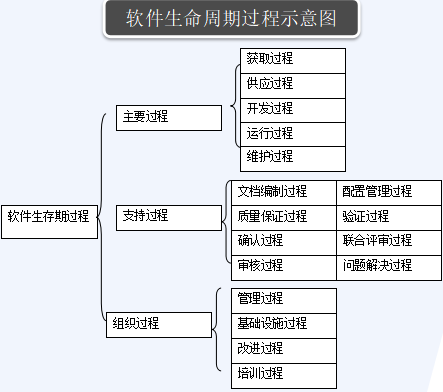 软件生命周期过程示意图
获取过程
供应过程
主要过程
开发过程
运行过程
维护过程
软件生存期过程
支持过程
文档编制过程 配置管理过程
质量保证过程 验证过程
确认过程 联合评审过程
审核过程 问题解决过程
组织过程
管理过程
基础设施过程
改进过程
培训过程